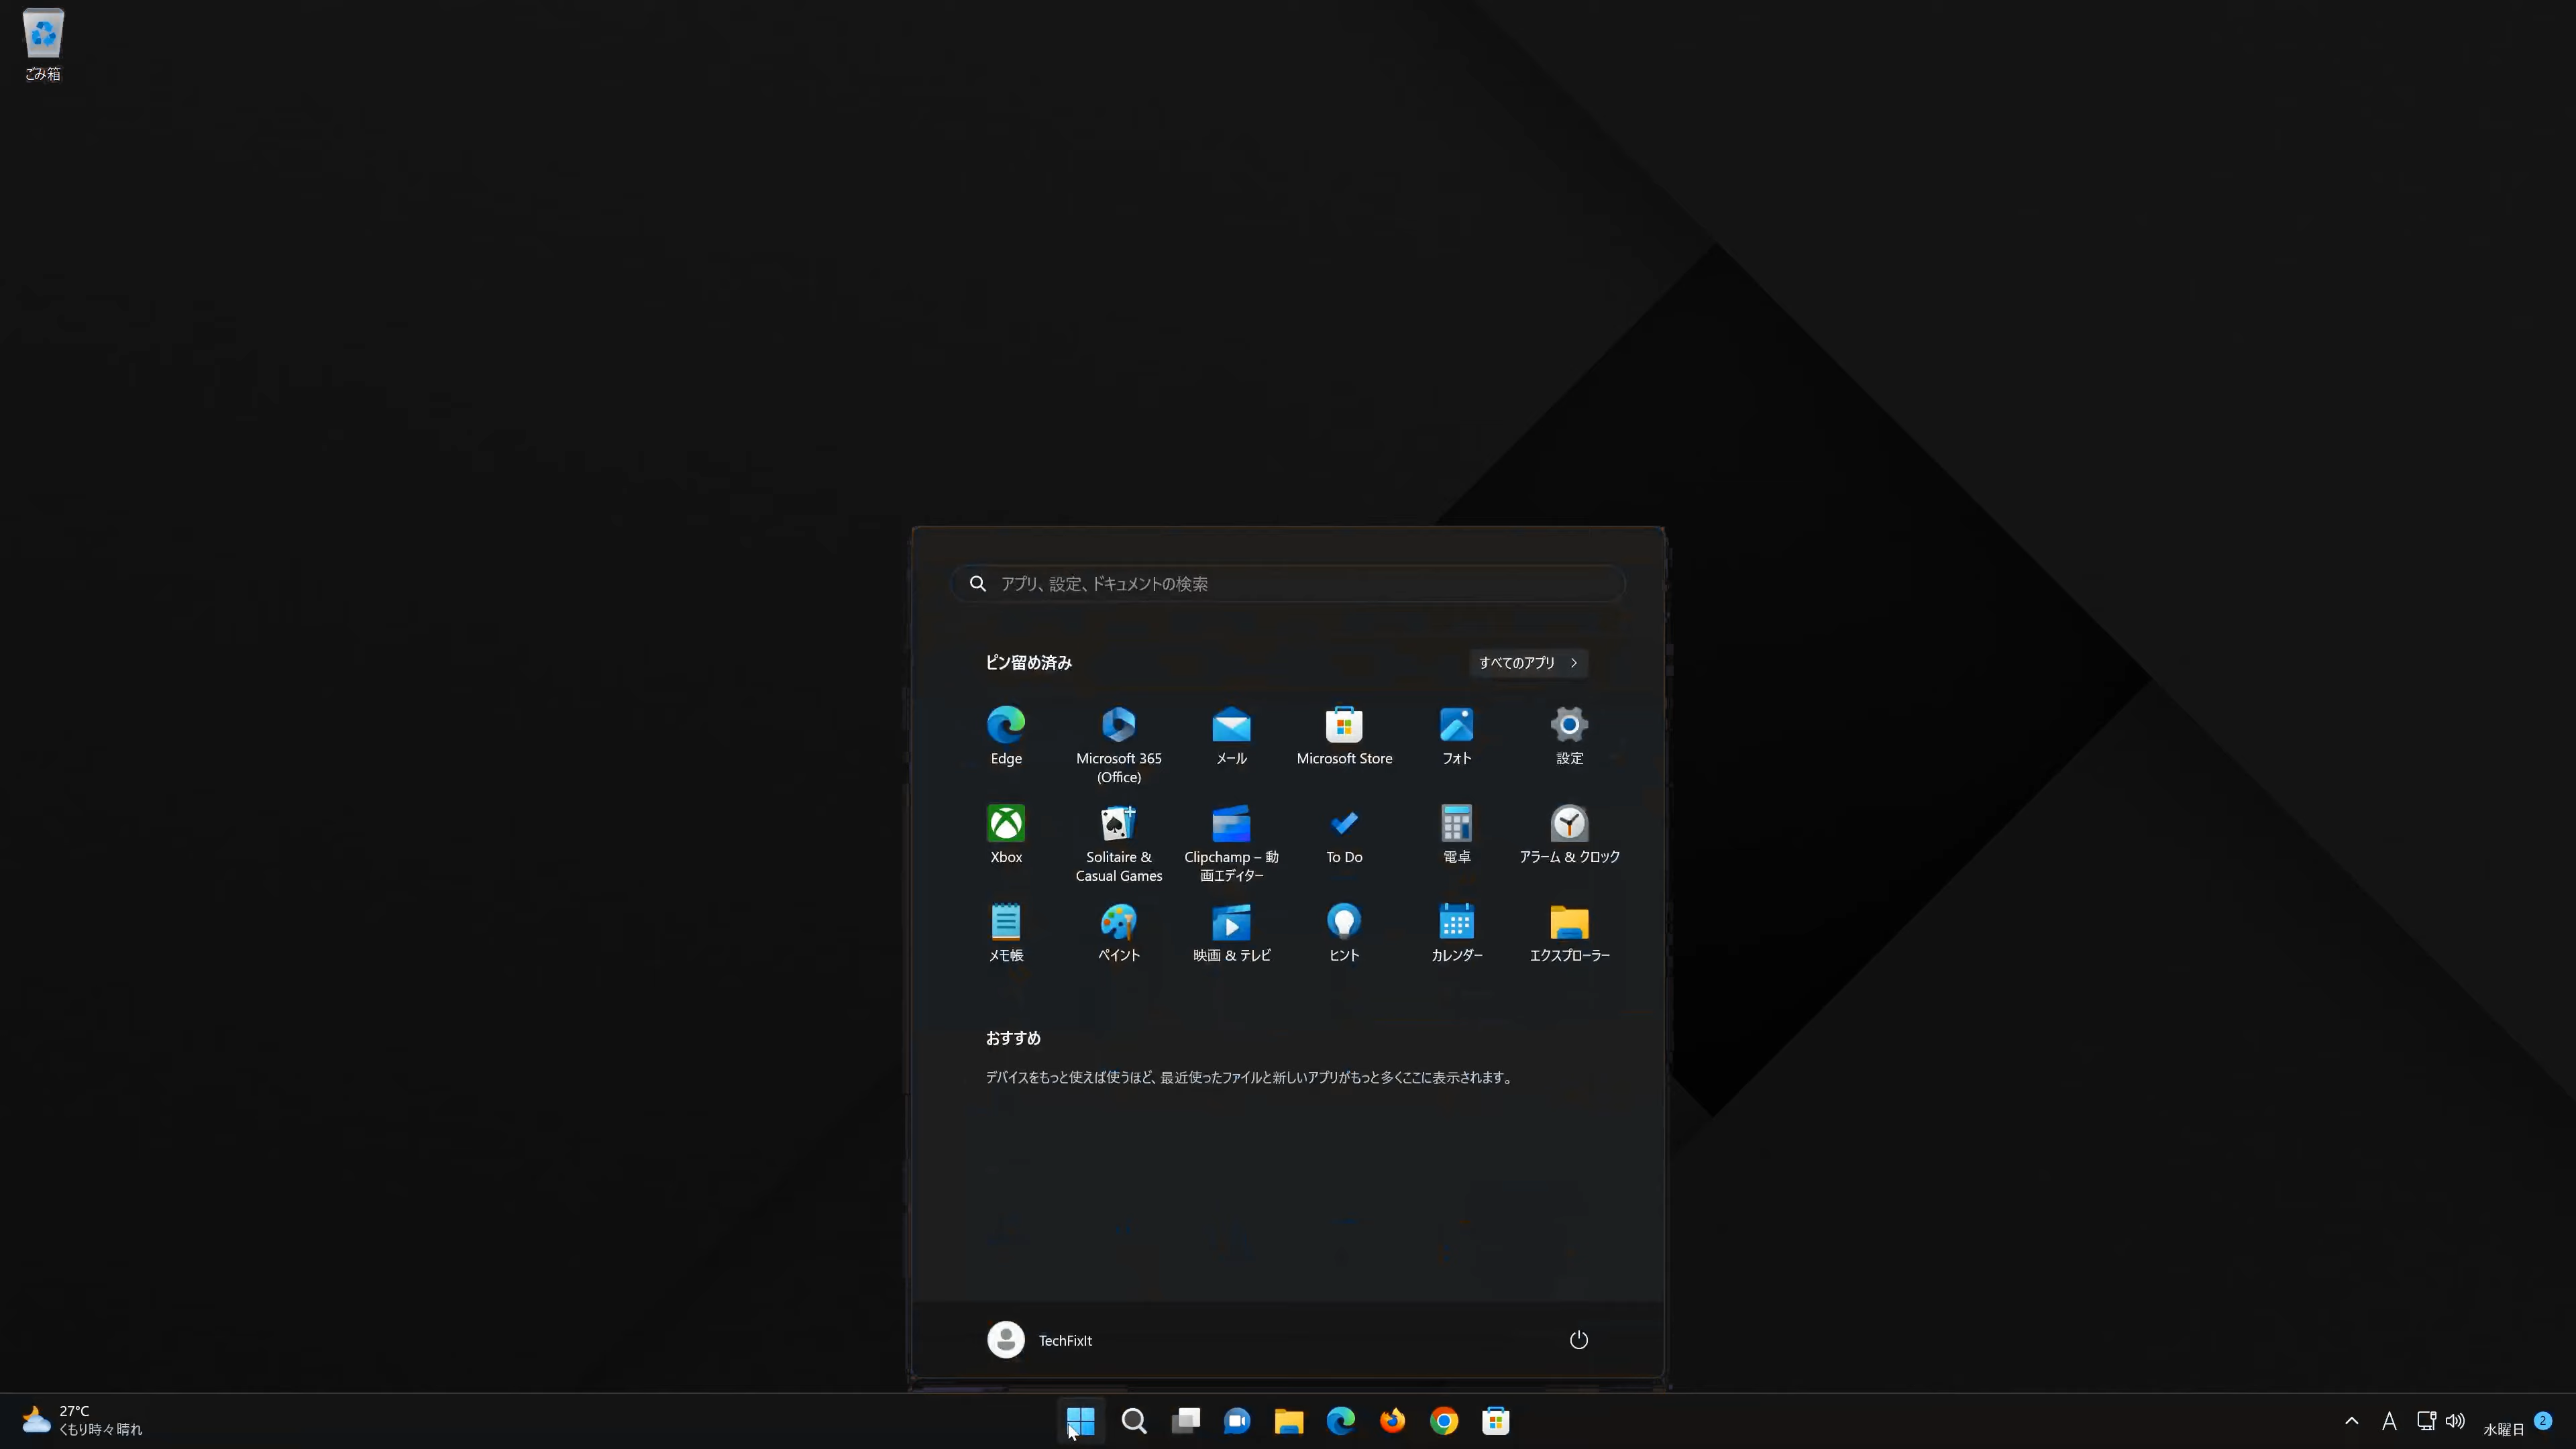 ごみ箱
アプリ、設定、ドキュメントの検索
ピン留め済み
すべてのアプリ
Edge
Microsoft 365
(Office)
メール
Microsoft Store
フォト
設定
Xbox
Solitaire &
Casual Games
Clipchamp – 動
画エディター
To Do
電卓
アラーム & クロック
メモ帳
ペイント
映画 & テレビ
ヒント
カレンダー
エクスプローラー
おすすめ
デバイスをもっと使えば使うほど、最近使ったファイルと新しいアプリがもっと多くここに表示されます。
TechFixIt
27°C
くもり時々晴れ
A
水曜日
2